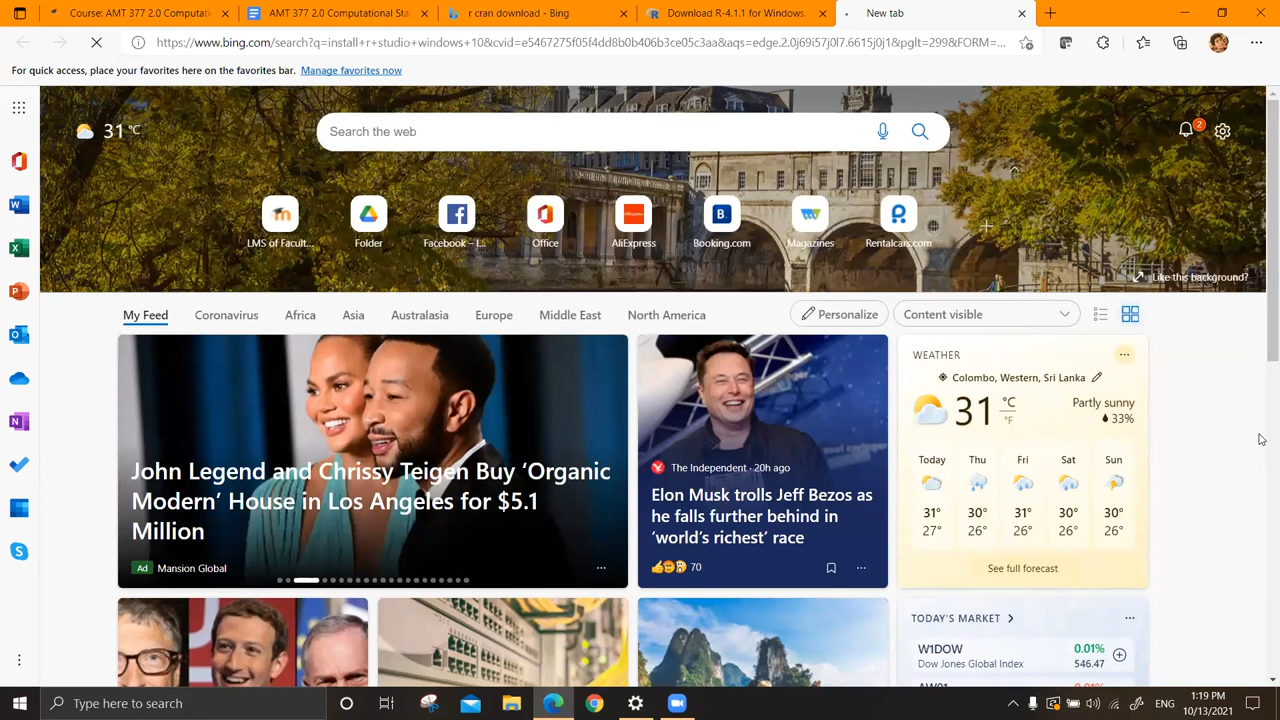 Course: AMT 377 2.0 Computati
AMT 377 2.0 Computational Stat
r cran download - Bing
Download R-4.1.1 for Windows.
New tab
https://www.bing.com/search?q=install+r+studio+windows+10&cvid=e5467275f05f4dd8b0b406b3ce05c3aa&aqs=edge.2.0j69i57j0l7.6615j0j1&pglt=299&FORM=...
For quick access, place your favorites here on the favorites bar. Manage favorites now
31 °C
Search the web
2
LMS of Facult...
Folder
Facebook – l...
Office
AliExpress
Booking.com
Magazines
Rentalcars.com
Like this background?
My Feed
Coronavirus
Africa
Asia
Australasia
Europe
Middle East
North America
Personalize
Content visible
John Legend and Chrissy Teigen Buy ‘Organic
Modern’ House in Los Angeles for $5.1
Million
Ad Mansion Global
The Independent · 20h ago
Elon Musk trolls Jeff Bezos as
he falls further behind in
‘world’s richest’ race
70
WEATHER
Colombo, Western, Sri Lanka
31 °C °F
Partly sunny
33%
Today Thu Fri Sat Sun
31° 30° 31° 30° 30°
27° 26° 26° 26° 26°
See full forecast
TODAY'S MARKET
W1DOW 0.01%
Dow Jones Global Index 546.47
Type here to search
ENG
1:19 PM
10/13/2021